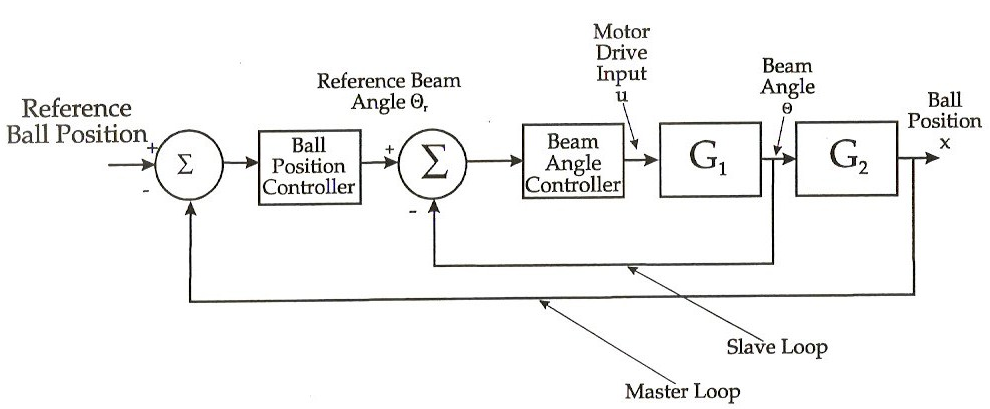 Motor
Drive
Input
u
Reference Beam
Angle Θr
Beam
Angle
Θ
Ball
Position
x
Reference
Ball Position
+
-
Σ
Ball
Position
Controller
+
-
Σ
Beam
Angle
Controller
G1
G2
Slave Loop
Master Loop